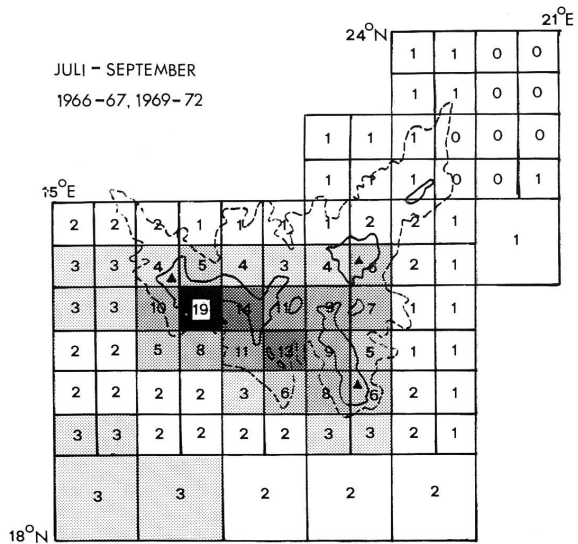 24°N
21°E
JULI - SEPTEMBER
1966-67, 1969-72
1 1 0 0
1 1 0 0
1 1 1 0 0 0
1 1 1 0 0 1
15°E
2 2 2 1 1 1 1 2 2 1
1
3 3 4 5 4 3 4 6 2 1
3 3 10 19 14 11 9 7 1 1
2 2 5 8 11 13 9 5 1 1
2 2 2 2 3 6 8 6 2 1
3 3 2 2 2 2 3 3 2 1
3 3 2 2 2
18°N